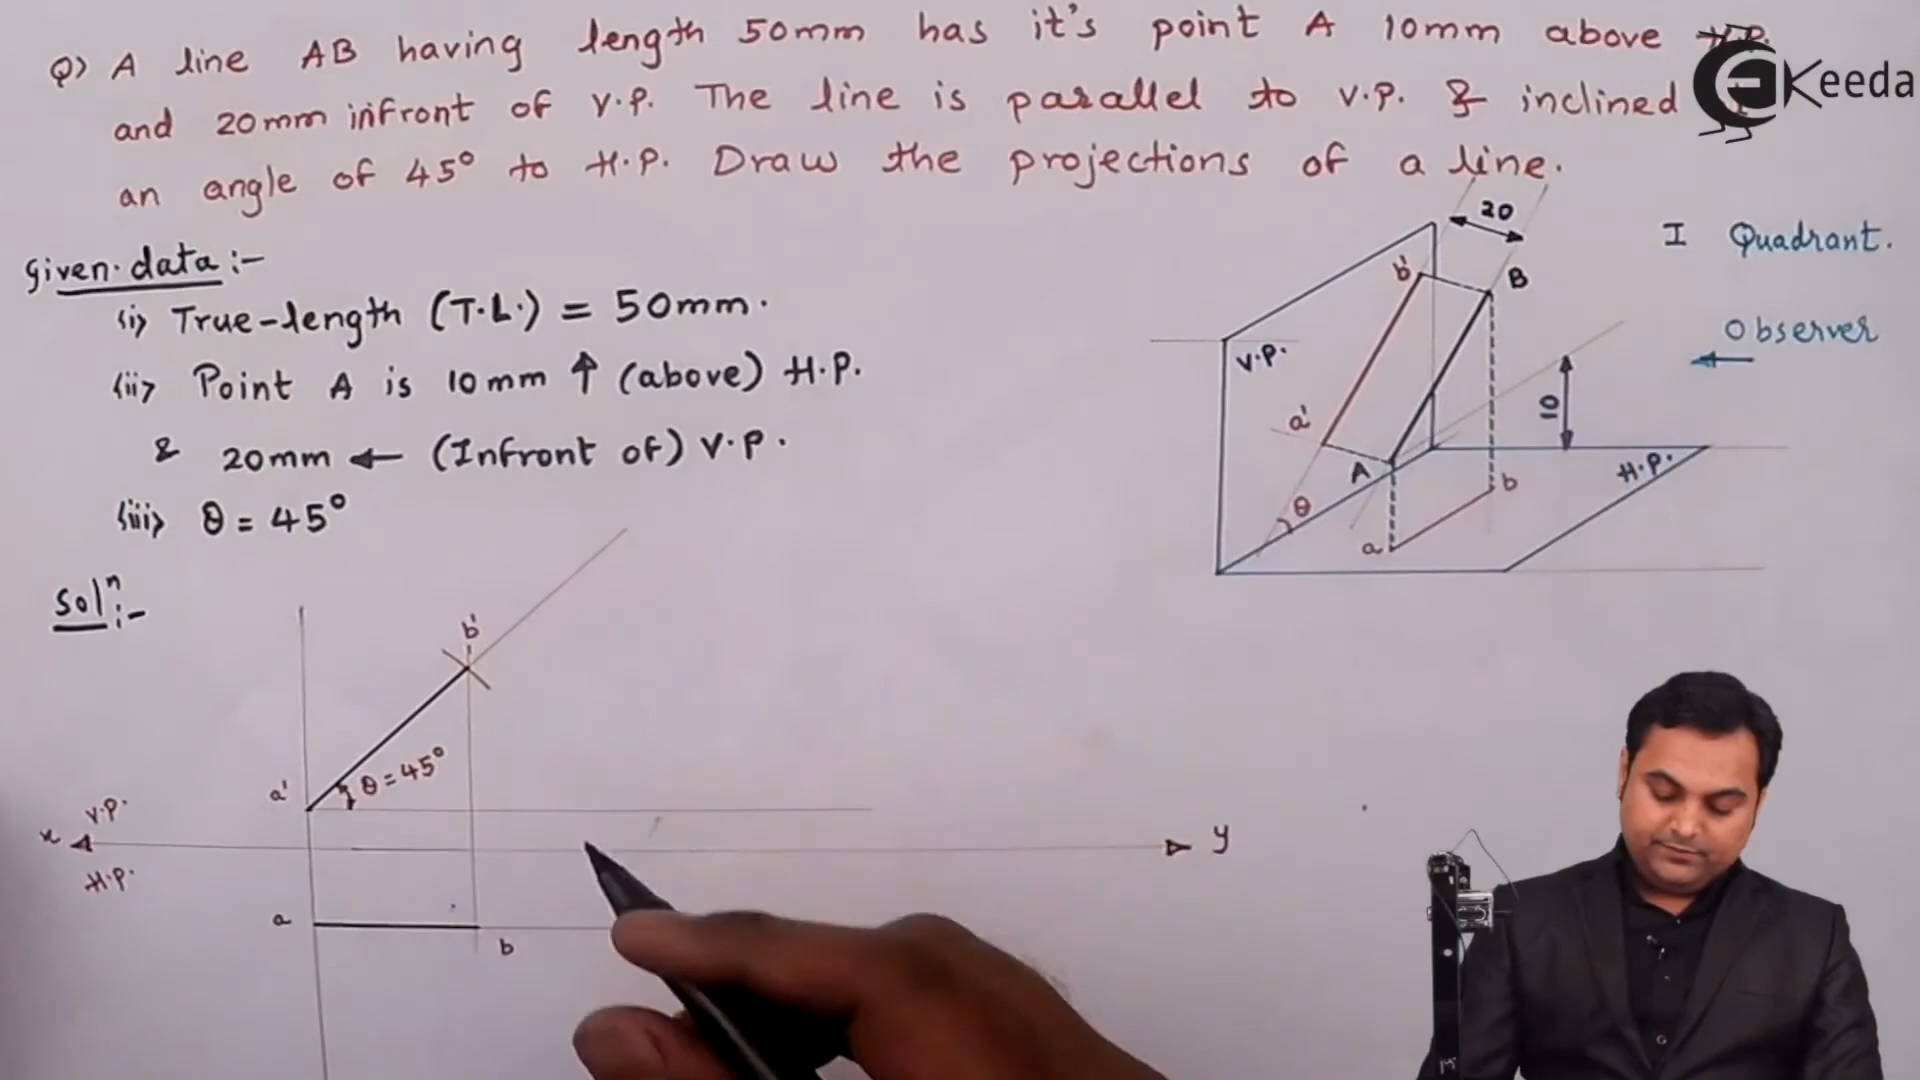 Q) A line AB having length 50mm has it's point A 10mm above H.P.
and 20mm infront of V.P. The line is parallel to V.P. & inclined
an angle of 45° to H.P. Draw the projections of a line.
Keeda
Given data :-
(i) True-length (T.L.) = 50mm.
(ii) Point A is 10mm ↑ (above) H.P.
& 20mm ← (Infront of) V.P.
(iii) θ = 45°
Solⁿ :-
20
I Quadrant.
b' B
Observer
V.P.
10
a'
A
H.P.
θ
b
a
b'
θ = 45°
a'
V.P.
x y
H.P.
a
b